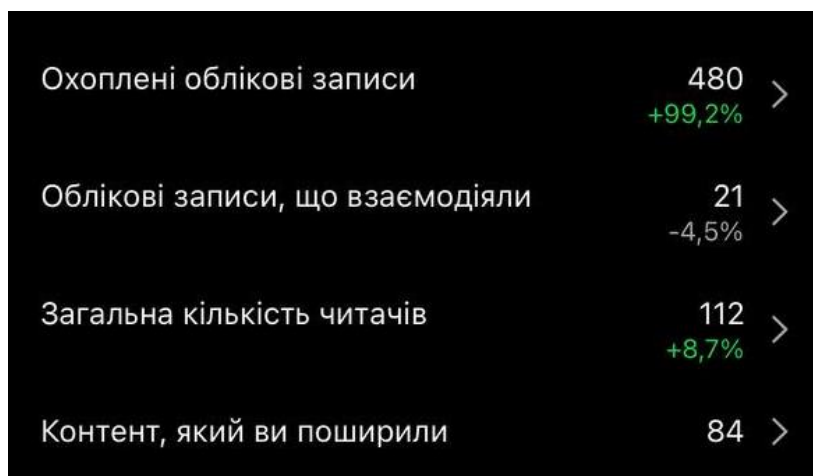 Охоплені облікові записи 480
+99,2%
Облікові записи, що взаємодіяли 21
-4,5%
Загальна кількість читачів 112
+8,7%
Контент, який ви поширили 84